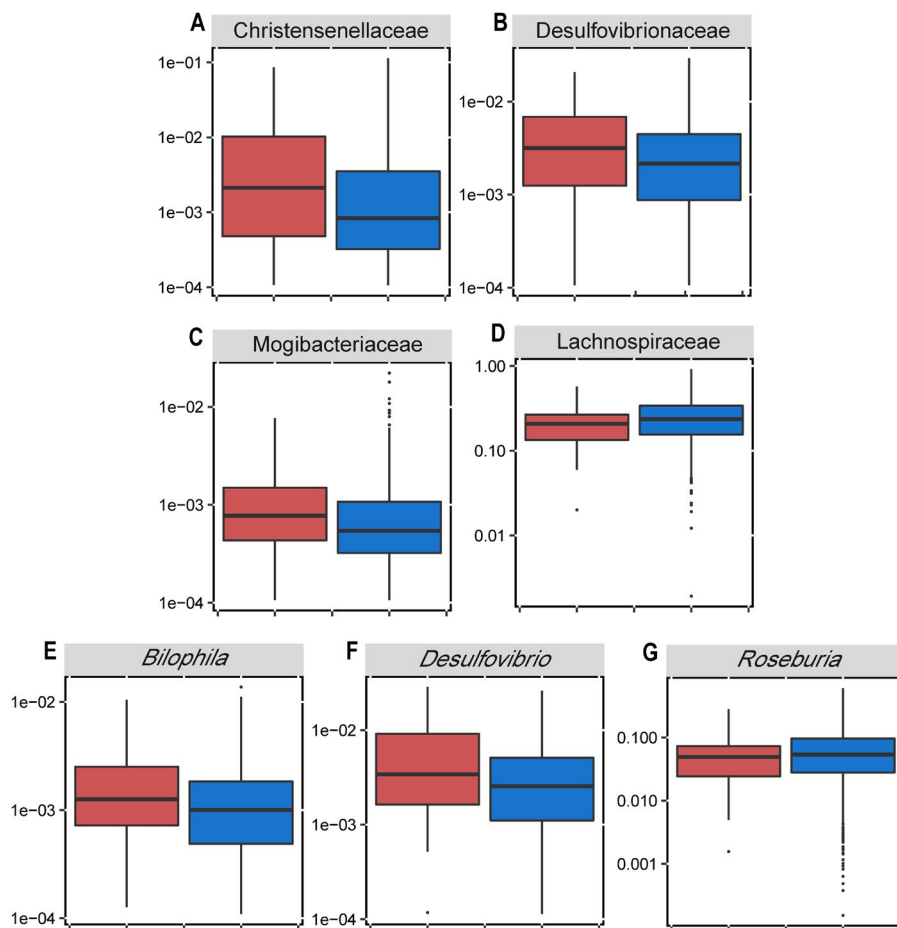 A Christensenellaceae
1e−01
1e−02
1e−03
1e−04
B Desulfovibrionaceae
1e−02
1e−03
1e−04
C Mogibacteriaceae
1e−02
1e−03
1e−04
D Lachnospiraceae
1.00
0.10
0.01
E Bilophila
1e−02
1e−03
1e−04
F Desulfovibrio
1e−02
1e−03
1e−04
G Roseburia
0.100
0.010
0.001